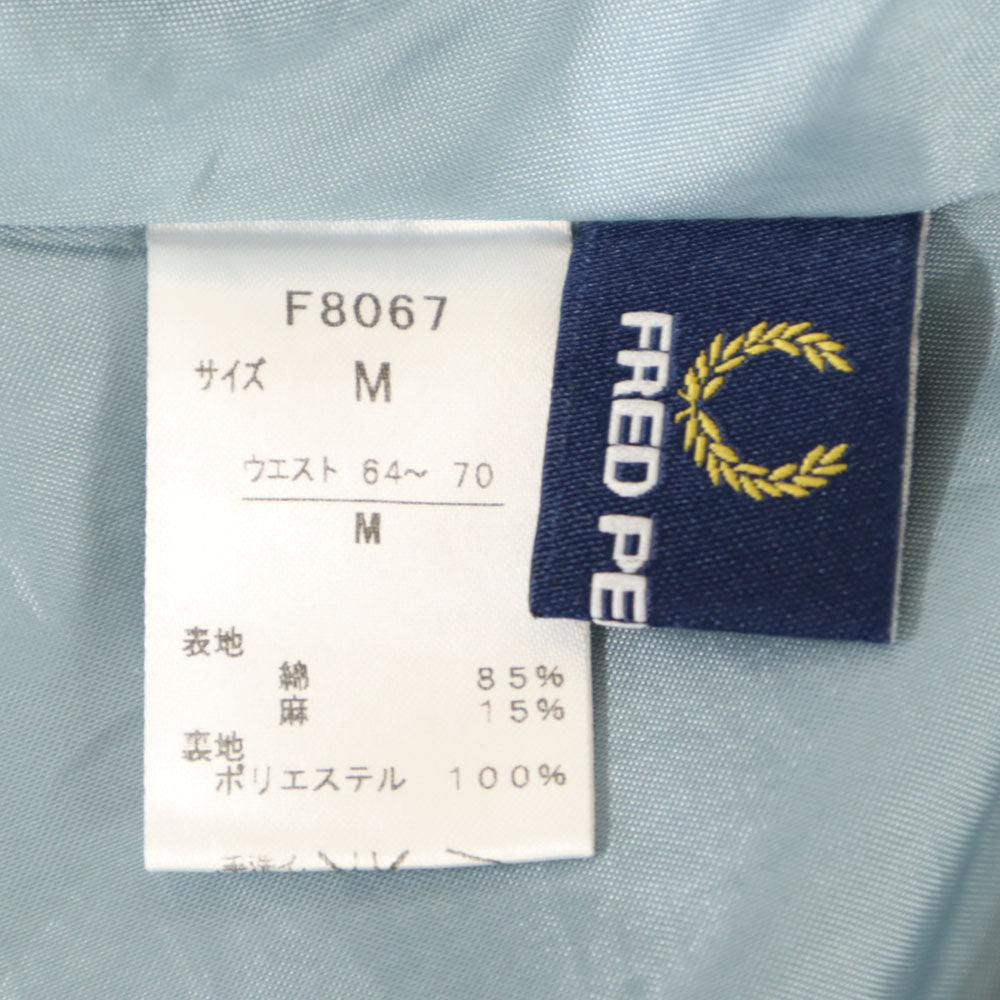 F8067
サイズ M
ウエスト 64~ 70
M
表地
綿 85%
麻 15%
裏地
ポリエステル 100%
FRED PE